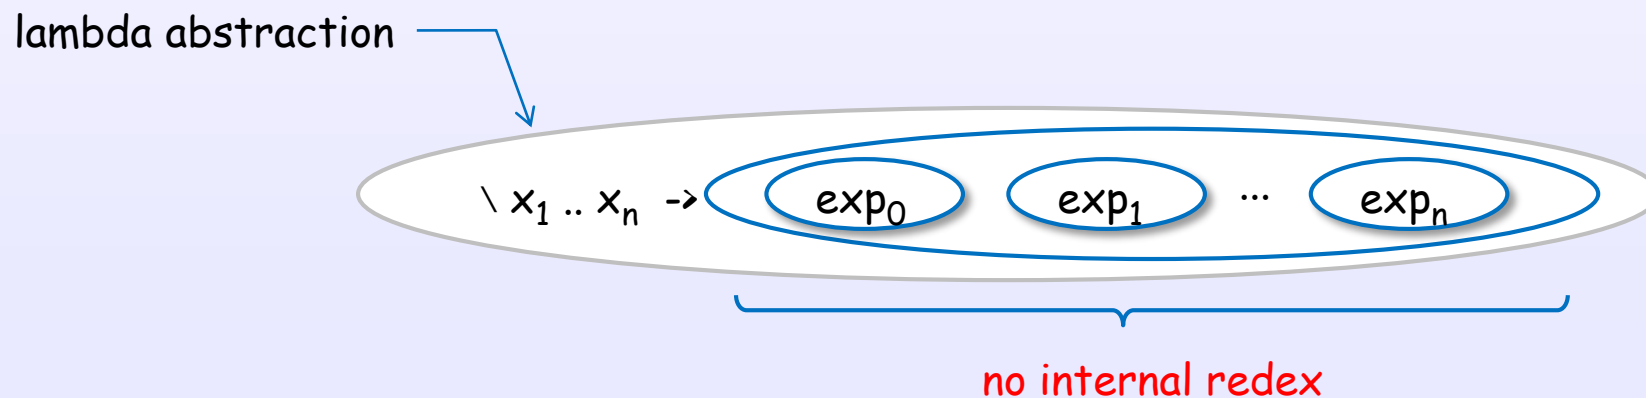 lambda abstraction
\ x₁ .. xₙ -> exp₀ exp₁ ... expₙ
no internal redex